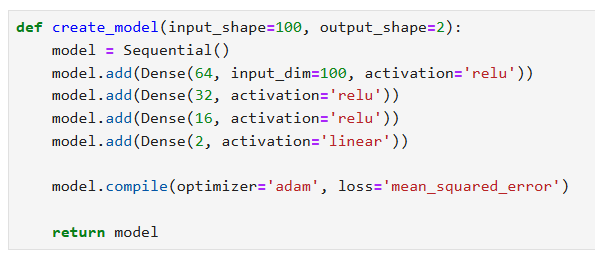 def create_model(input_shape=100, output_shape=2):
    model = Sequential()
    model.add(Dense(64, input_dim=100, activation='relu'))
    model.add(Dense(32, activation='relu'))
    model.add(Dense(16, activation='relu'))
    model.add(Dense(2, activation='linear'))
    model.compile(optimizer='adam', loss='mean_squared_error')
    return model